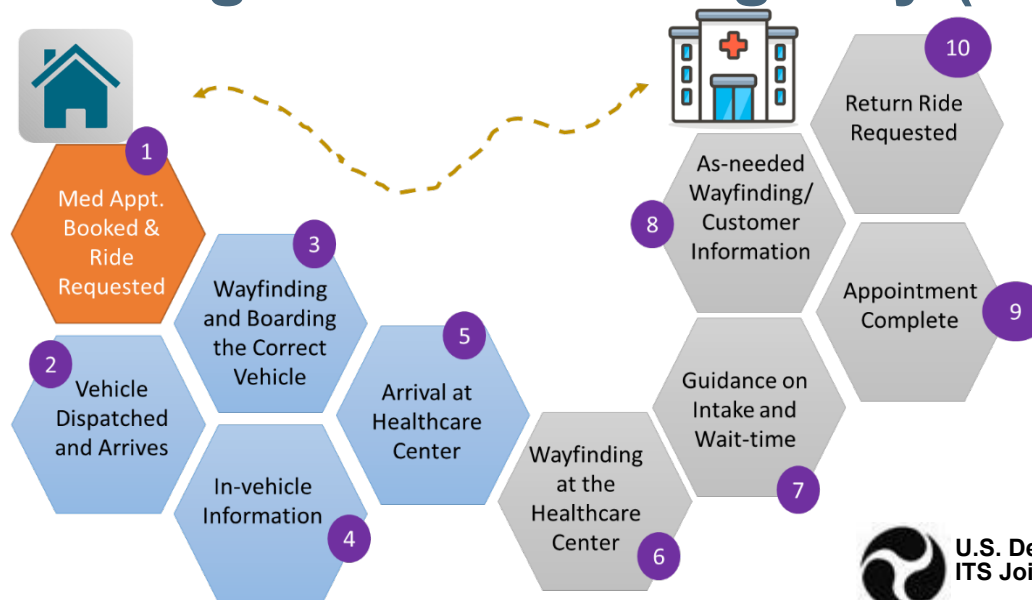 1
Med Appt.
Booked &
Ride
Requested
2
Vehicle
Dispatched
and Arrives
3
Wayfinding
and Boarding
the Correct
Vehicle
In-vehicle
Information
4
5
Arrival at
Healthcare
Center
Wayfinding
at the
Healthcare
Center
6
Guidance on
Intake and
Wait-time
7
As-needed
Wayfinding/
8
Customer
Information
Appointment
Complete
9
10
Return Ride
Requested
U.S. De
ITS Joi